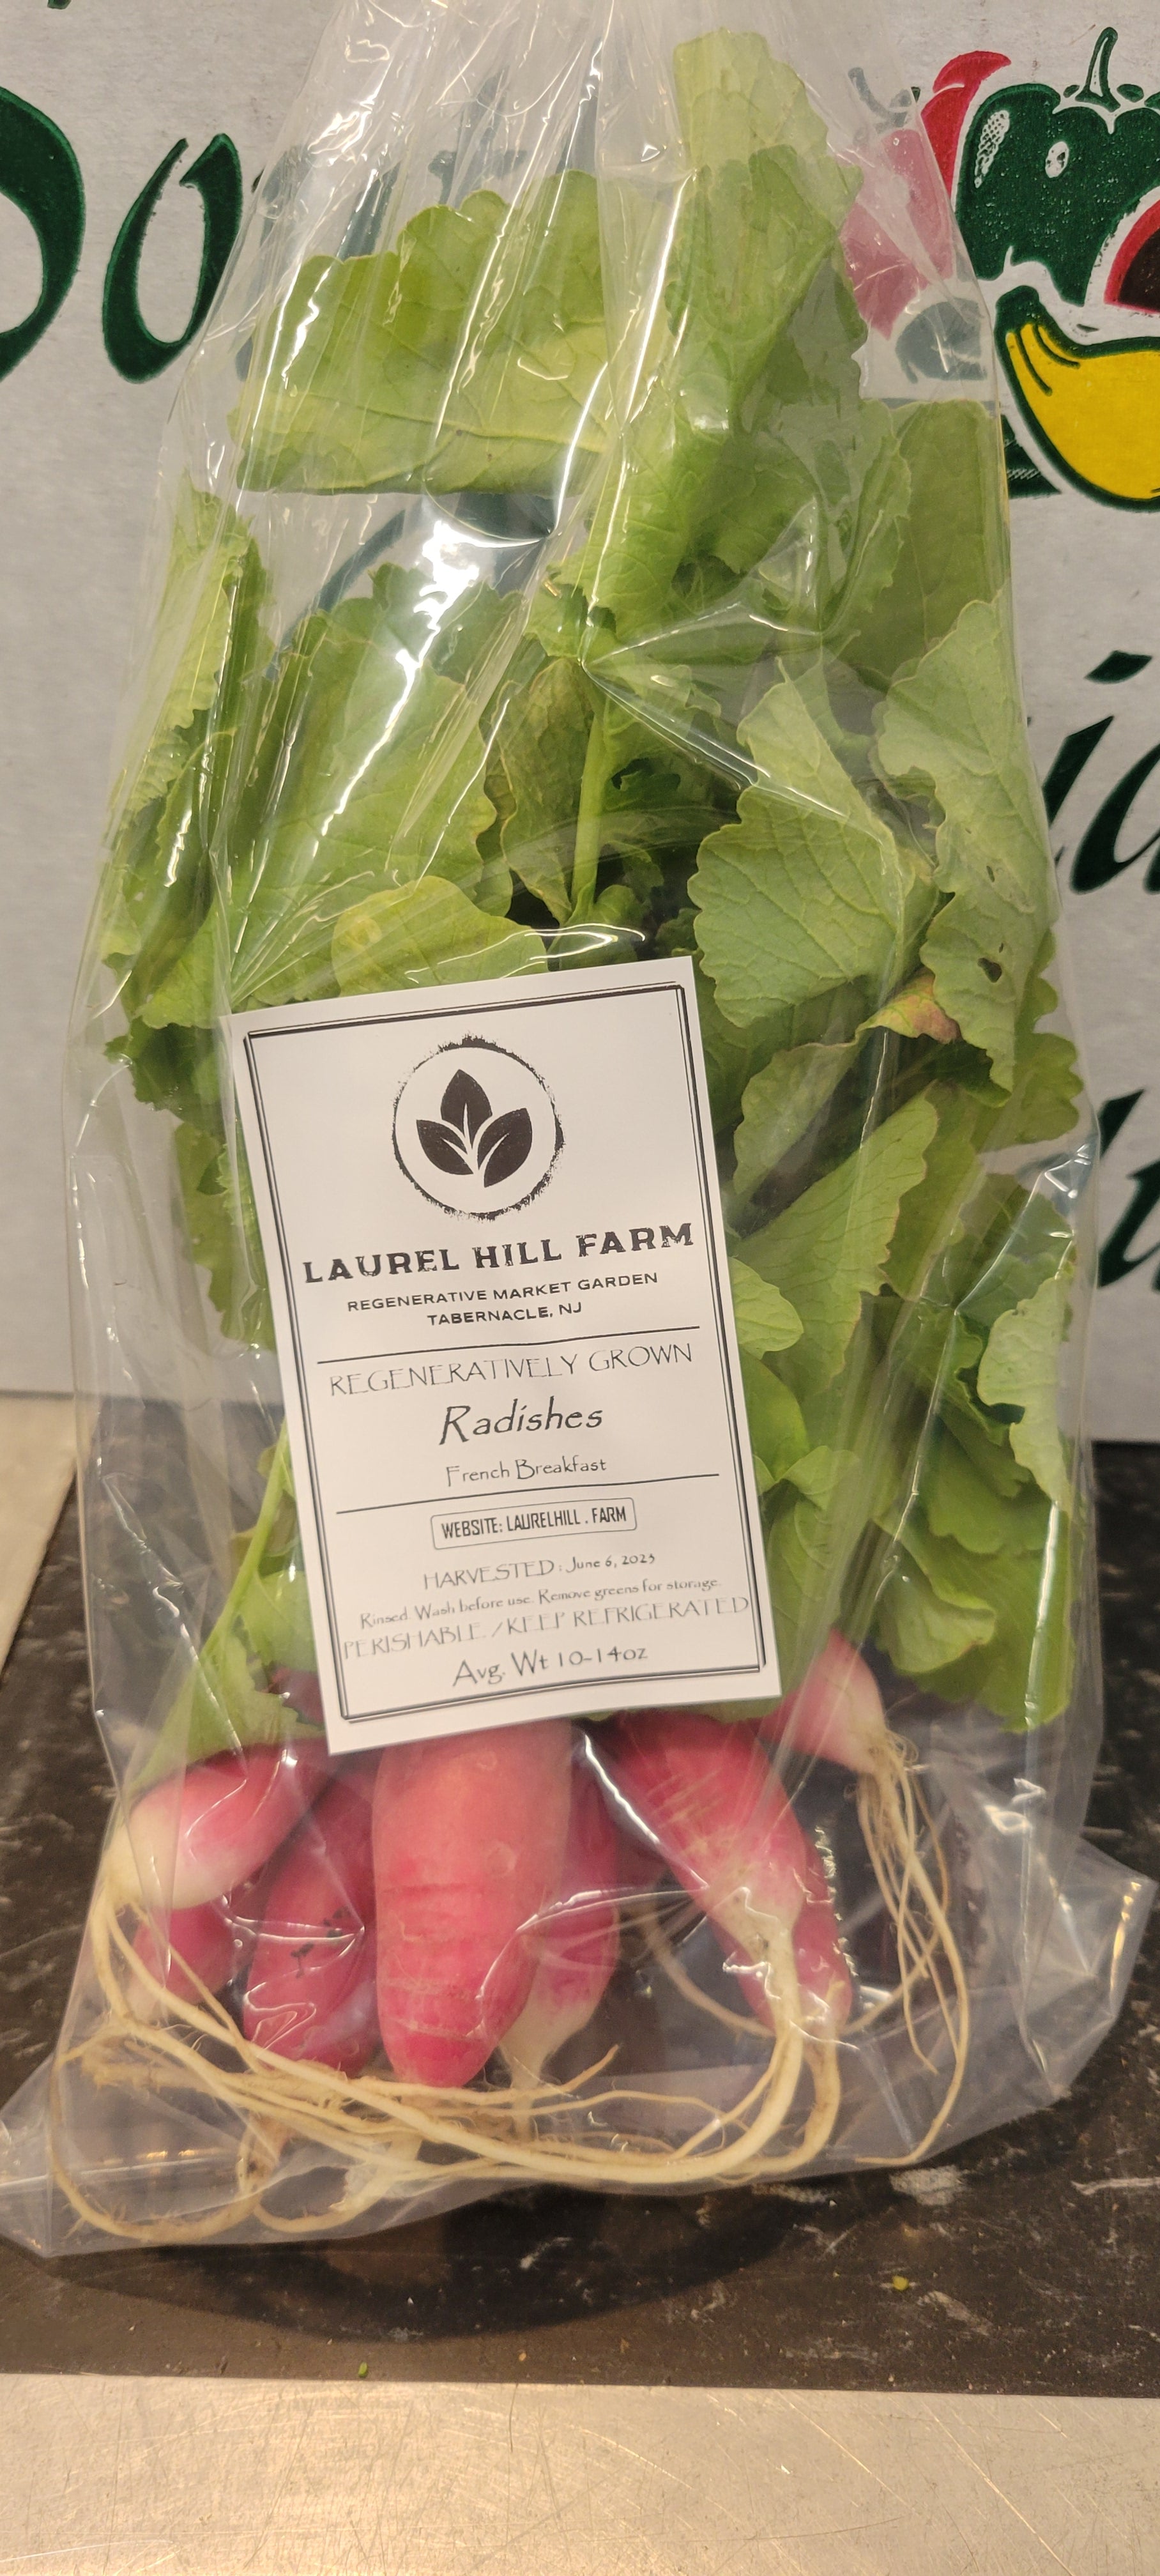 LAUREL HILL FARM
REGENERATIVE MARKET GARDEN
TABERNACLE, NJ
REGENERATIVELY GROWN
Radishes
French Breakfast
WEBSITE: LAURELHILL . FARM
HARVESTED : June 6, 2023
Rinsed. Wash before use. Remove greens for storage.
PERISHABLE / KEEP REFRIGERATED
Avg. Wt 10-14oz